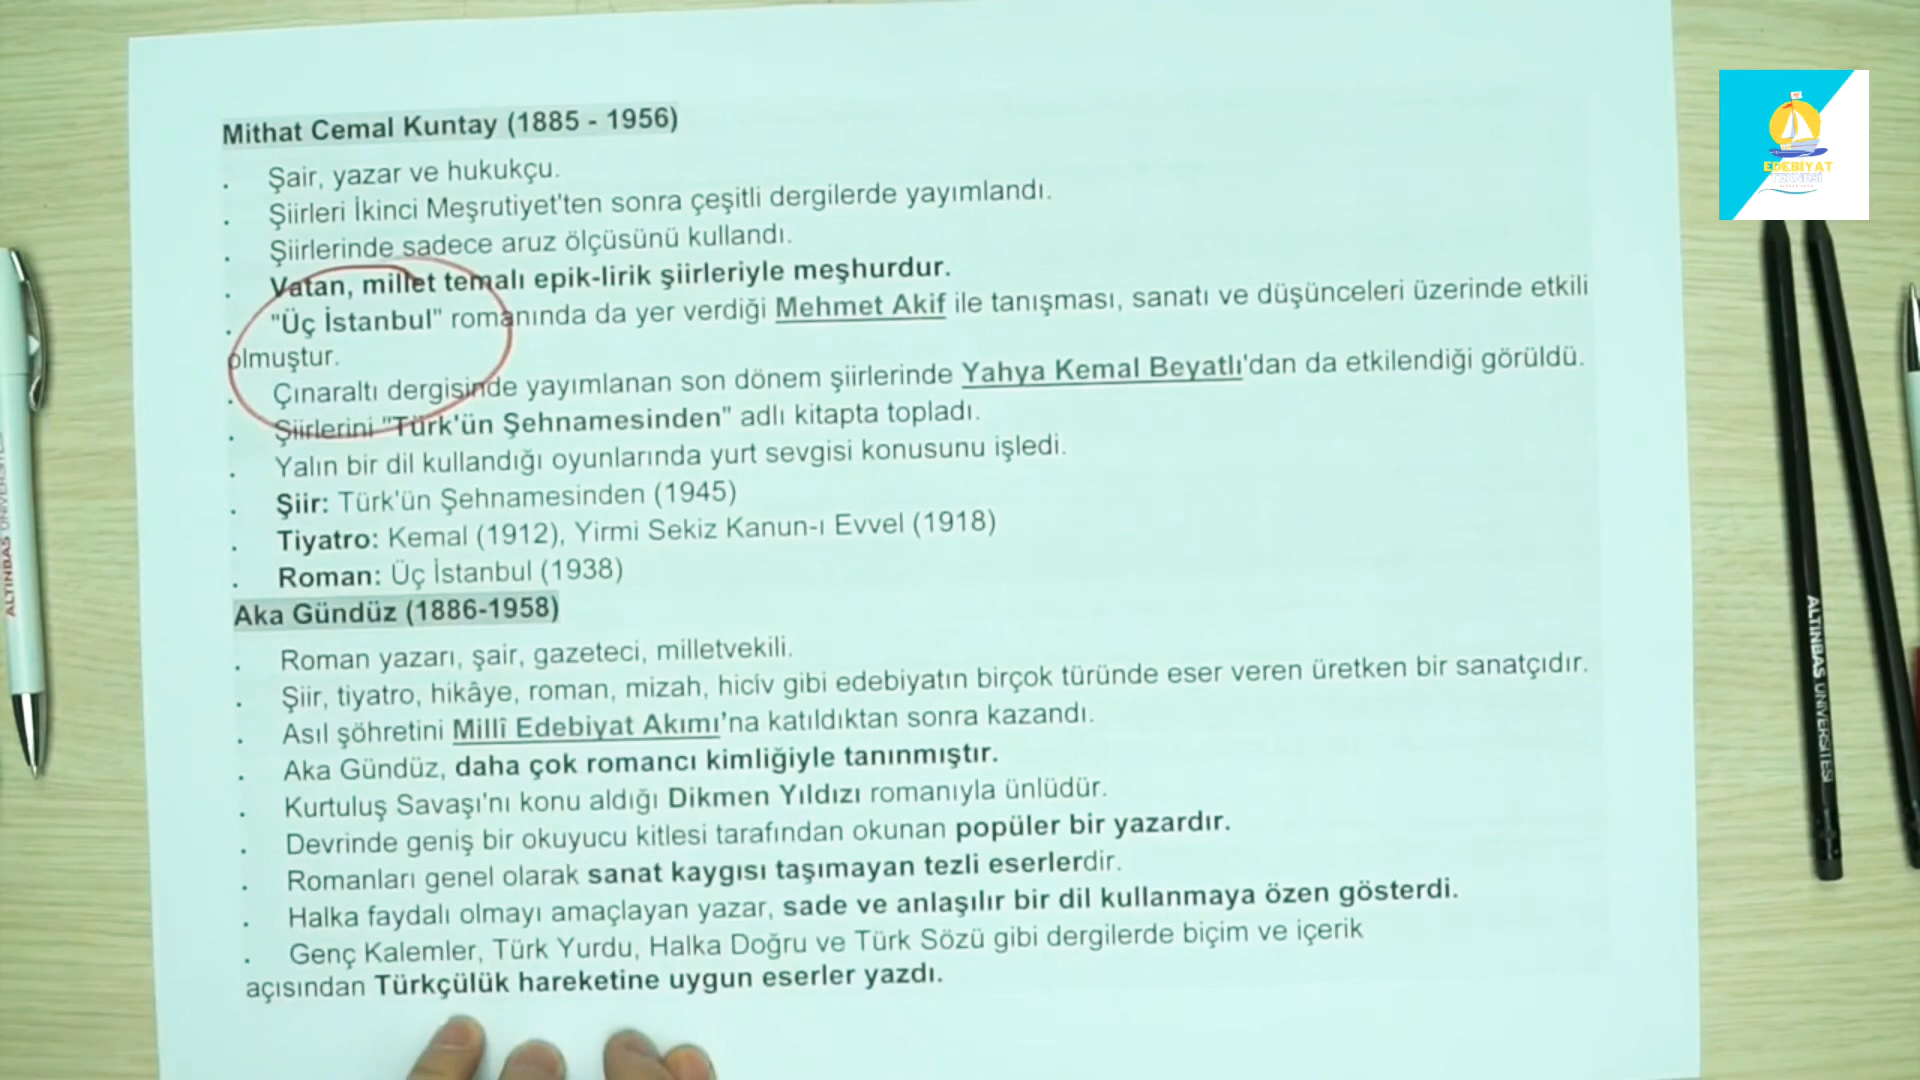 Mithat Cemal Kuntay (1885 - 1956)
. Şair, yazar ve hukukçu.
. Şiirleri İkinci Meşrutiyet'ten sonra çeşitli dergilerde yayımlandı.
. Şiirlerinde sadece aruz ölçüsünü kullandı.
. Vatan, millet temalı epik-lirik şiirleriyle meşhurdur.
. "Üç İstanbul" romanında da yer verdiği Mehmet Akif ile tanışması, sanatı ve düşünceleri üzerinde etkili
olmuştur.
. Çınaraltı dergisinde yayımlanan son dönem şiirlerinde Yahya Kemal Beyatlı'dan da etkilendiği görüldü.
. Şiirlerini "Türk'ün Şehnamesinden" adlı kitapta topladı.
. Yalın bir dil kullandığı oyunlarında yurt sevgisi konusunu işledi.
. Şiir: Türk'ün Şehnamesinden (1945)
. Tiyatro: Kemal (1912), Yirmi Sekiz Kanun-ı Evvel (1918)
. Roman: Üç İstanbul (1938)
Aka Gündüz (1886-1958)
. Roman yazarı, şair, gazeteci, milletvekili.
. Şiir, tiyatro, hikâye, roman, mizah, hiciv gibi edebiyatın birçok türünde eser veren üretken bir sanatçıdır.
. Asıl şöhretini Millî Edebiyat Akımı'na katıldıktan sonra kazandı.
. Aka Gündüz, daha çok romancı kimliğiyle tanınmıştır.
. Kurtuluş Savaşı'nı konu aldığı Dikmen Yıldızı romanıyla ünlüdür.
. Devrinde geniş bir okuyucu kitlesi tarafından okunan popüler bir yazardır.
. Romanları genel olarak sanat kaygısı taşımayan tezli eserlerdir.
. Halka faydalı olmayı amaçlayan yazar, sade ve anlaşılır bir dil kullanmaya özen gösterdi.
. Genç Kalemler, Türk Yurdu, Halka Doğru ve Türk Sözü gibi dergilerde biçim ve içerik
açısından Türkçülük hareketine uygun eserler yazdı.
EDEBİYAT
TEKNESİ
ALTINBAŞ ÜNİVERSİTESİ
ALTINBAŞ ÜNİVERSİTESİ